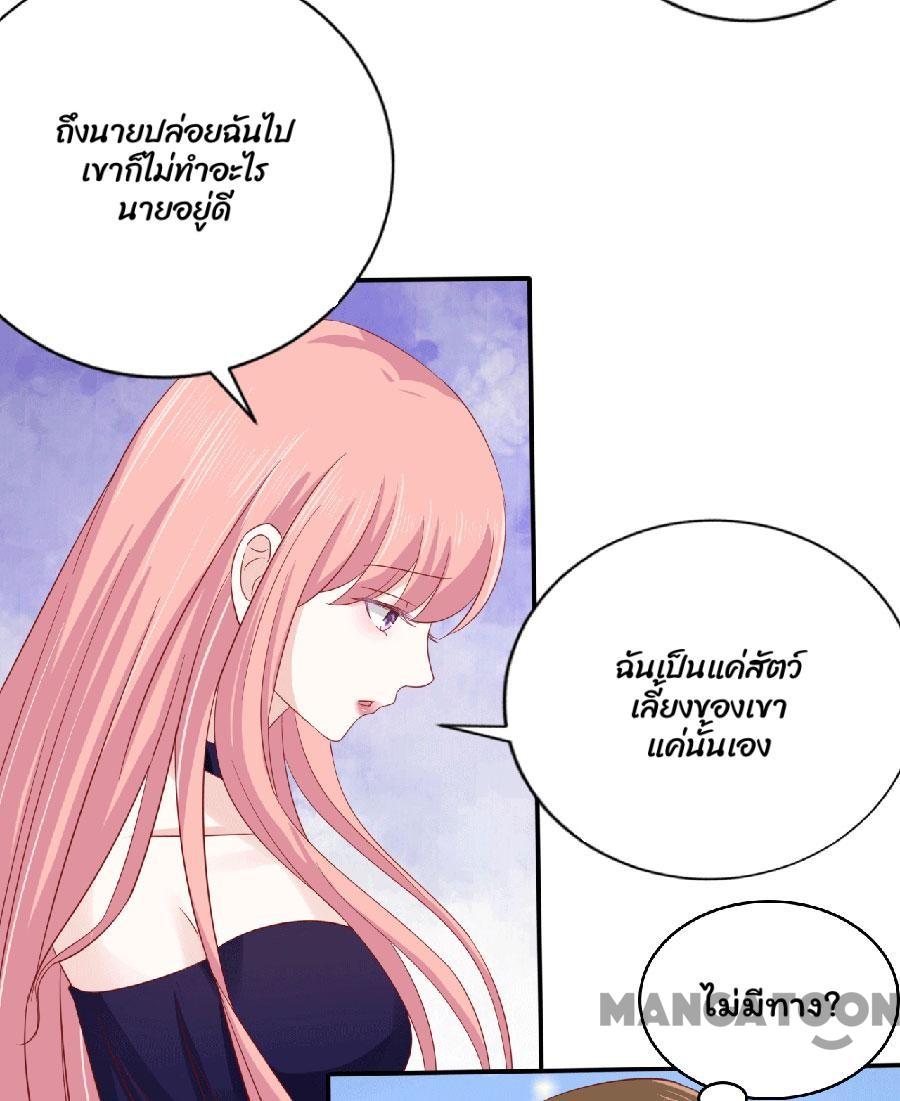 ถึงนายปล่อยฉันไป
เขาก็ไม่ทำอะไร
นายอยู่ดี
ฉันเป็นแค่สัตว์
เลี้ยงของเขา
แค่นั้นเอง
ไม่มีทาง?
MANGATOON